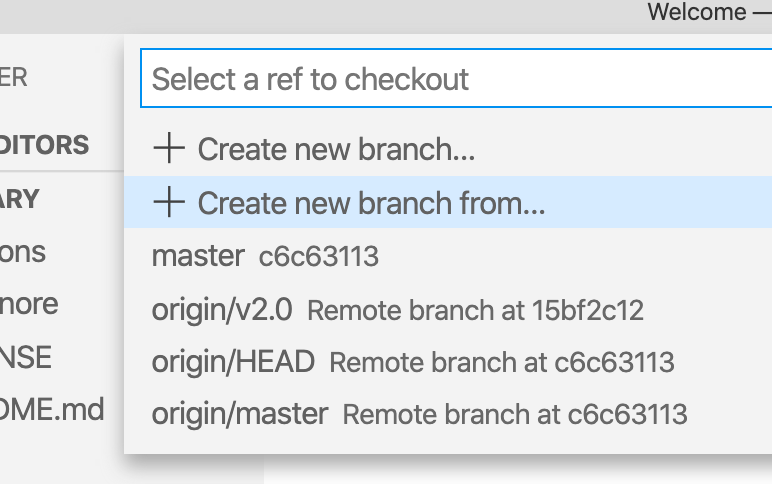 Welcome —
ER
Select a ref to checkout
DITORS
Create new branch...
ARY
Create new branch from...
ons
master c6c63113
nore
origin/v2.0 Remote branch at 15bf2c12
NSE
origin/HEAD Remote branch at c6c63113
OME.md
origin/master Remote branch at c6c63113